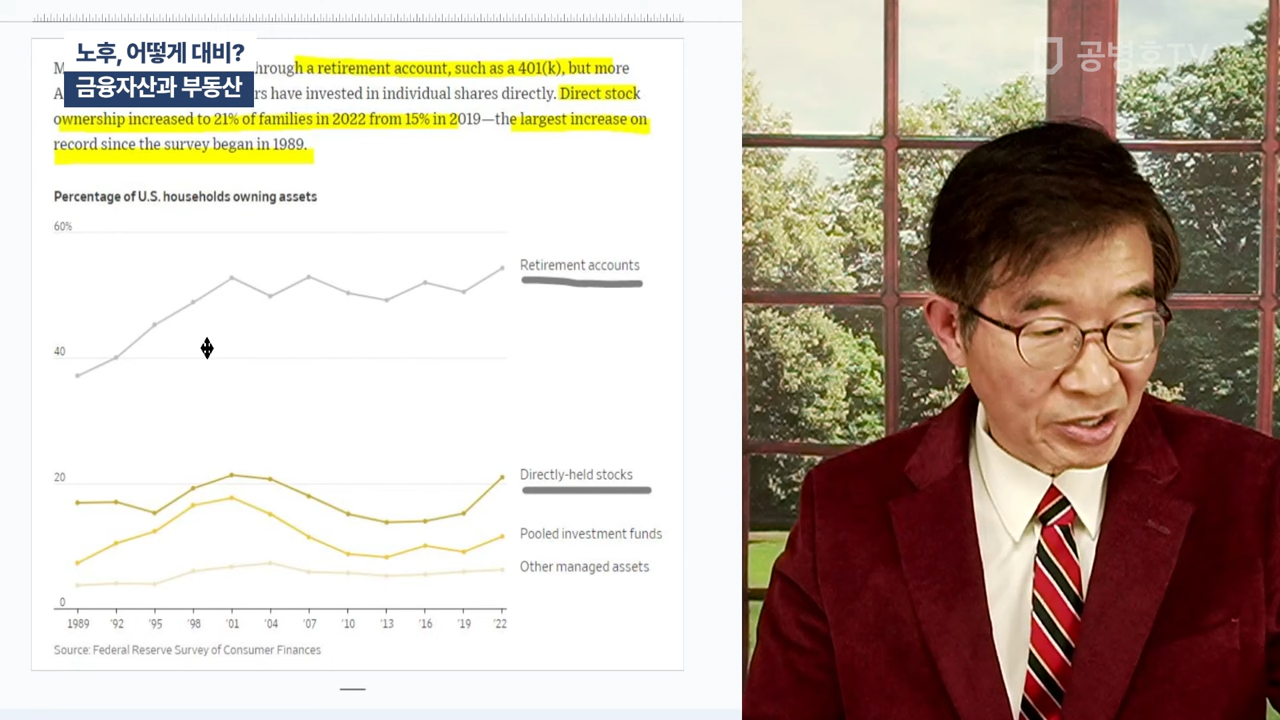 노후, 어떻게 대비?
금융자산과 부동산
공병호TV
through a retirement account, such as a 401(k), but more
have invested in individual shares directly. Direct stock
ownership increased to 21% of families in 2022 from 15% in 2019—the largest increase on
record since the survey began in 1989.
Percentage of U.S. households owning assets
60%
Retirement accounts
40
20
Directly-held stocks
Pooled investment funds
Other managed assets
0
1989 '92 '95 '98 '01 '04 '07 '10 '13 '16 '19 '22
Source: Federal Reserve Survey of Consumer Finances